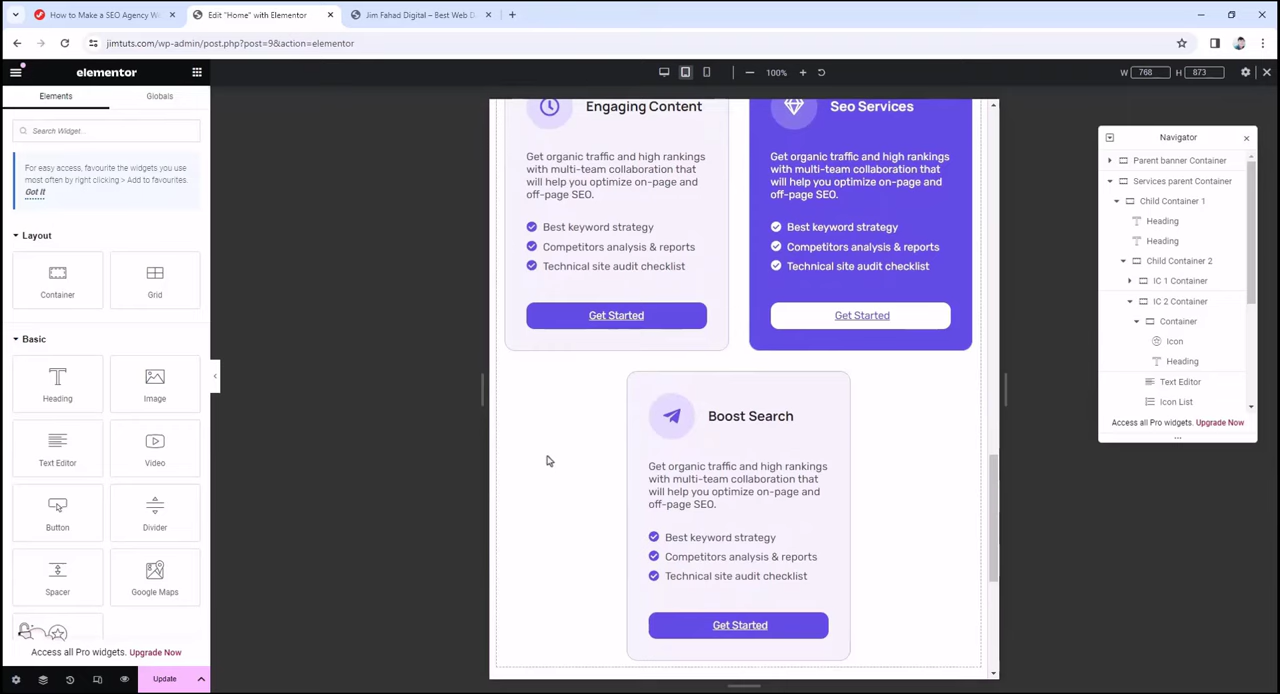 How to Make a SEO Agency W
Edit "Home" with Elementor
Jim Fahad Digital – Best Web D
jimtuts.com/wp-admin/post.php?post=9&action=elementor
elementor
100%
W 768 H 873
Elements
Globals
Search Widget...
For easy access, favourite the widgets you use
most often by right clicking > Add to favourites.
Got It
Layout
Container
Grid
Basic
Heading
Image
Text Editor
Video
Button
Divider
Spacer
Google Maps
Access all Pro widgets. Upgrade Now
Update
Engaging Content
Get organic traffic and high rankings
with multi-team collaboration that
will help you optimize on-page and
off-page SEO.
Best keyword strategy
Competitors analysis & reports
Technical site audit checklist
Get Started
Seo Services
Get organic traffic and high rankings
with multi-team collaboration that
will help you optimize on-page and
off-page SEO.
Best keyword strategy
Competitors analysis & reports
Technical site audit checklist
Get Started
Boost Search
Get organic traffic and high rankings
with multi-team collaboration that
will help you optimize on-page and
off-page SEO.
Best keyword strategy
Competitors analysis & reports
Technical site audit checklist
Get Started
Navigator
Parent banner Container
Services parent Container
Child Container 1
Heading
Heading
Child Container 2
IC 1 Container
IC 2 Container
Container
Icon
Heading
Text Editor
Icon List
Access all Pro widgets. Upgrade Now